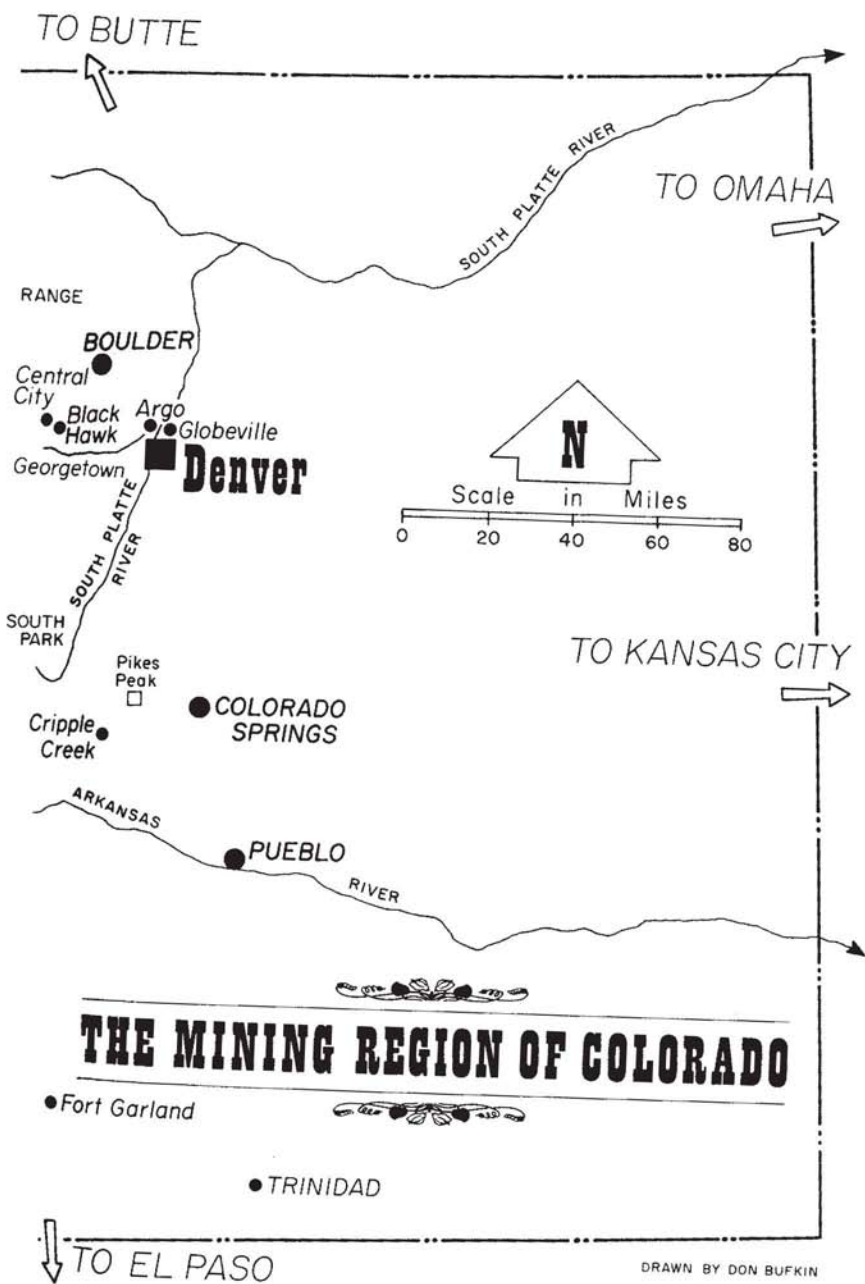 TO BUTTE
SOUTH PLATTE RIVER
TO OMAHA
RANGE
BOULDER
Central
City
Black
Hawk
Argo
Globeville
Georgetown
Denver
N
Scale in Miles
0 20 40 60 80
SOUTH PLATTE
RIVER
SOUTH
PARK
TO KANSAS CITY
Pikes
Peak
COLORADO
SPRINGS
Cripple
Creek
ARKANSAS
RIVER
PUEBLO
THE MINING REGION OF COLORADO
Fort Garland
TRINIDAD
TO EL PASO
DRAWN BY DON BUFKIN